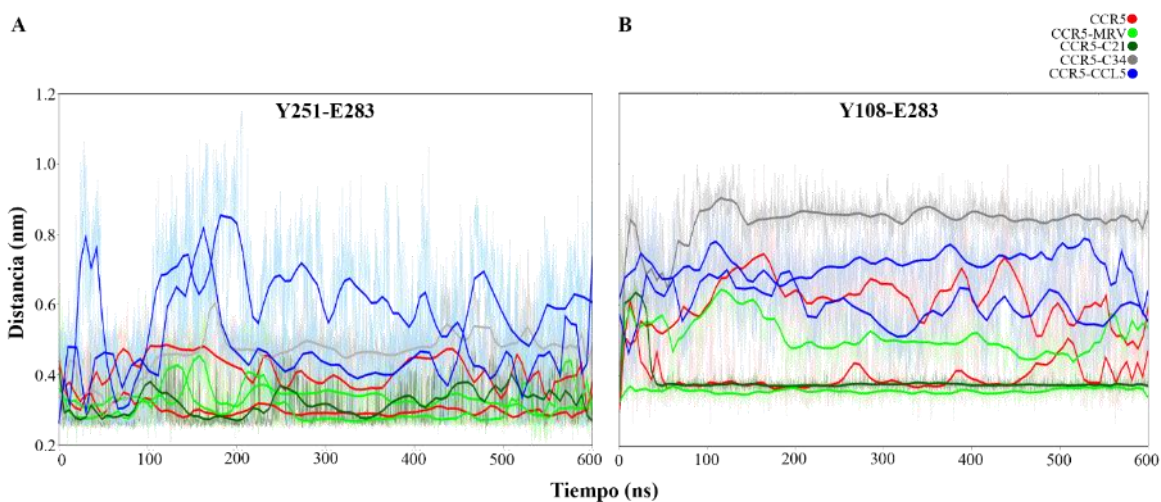 A
B
CCR5
CCR5-MRV
CCR5-C21
CCR5-C34
CCR5-CCL5
Y251-E283
Y108-E283
Distancia (nm)
1.2
1.0
0.8
0.6
0.4
0.2
0 100 200 300 400 500 600
0 100 200 300 400 500 600
Tiempo (ns)